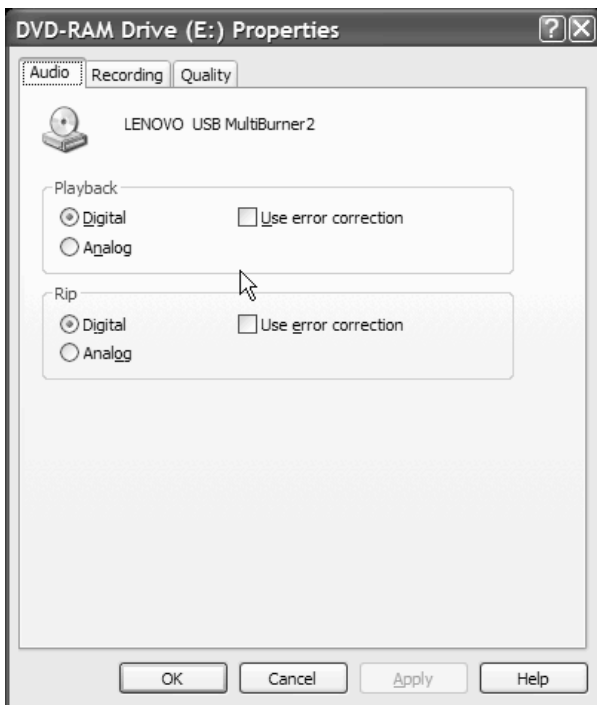 DVD-RAM Drive (E:) Properties
Audio Recording Quality
LENOVO USB MultiBurner2
Playback
Digital Use error correction
Analog
Rip
Digital Use error correction
Analog
OK Cancel Apply Help